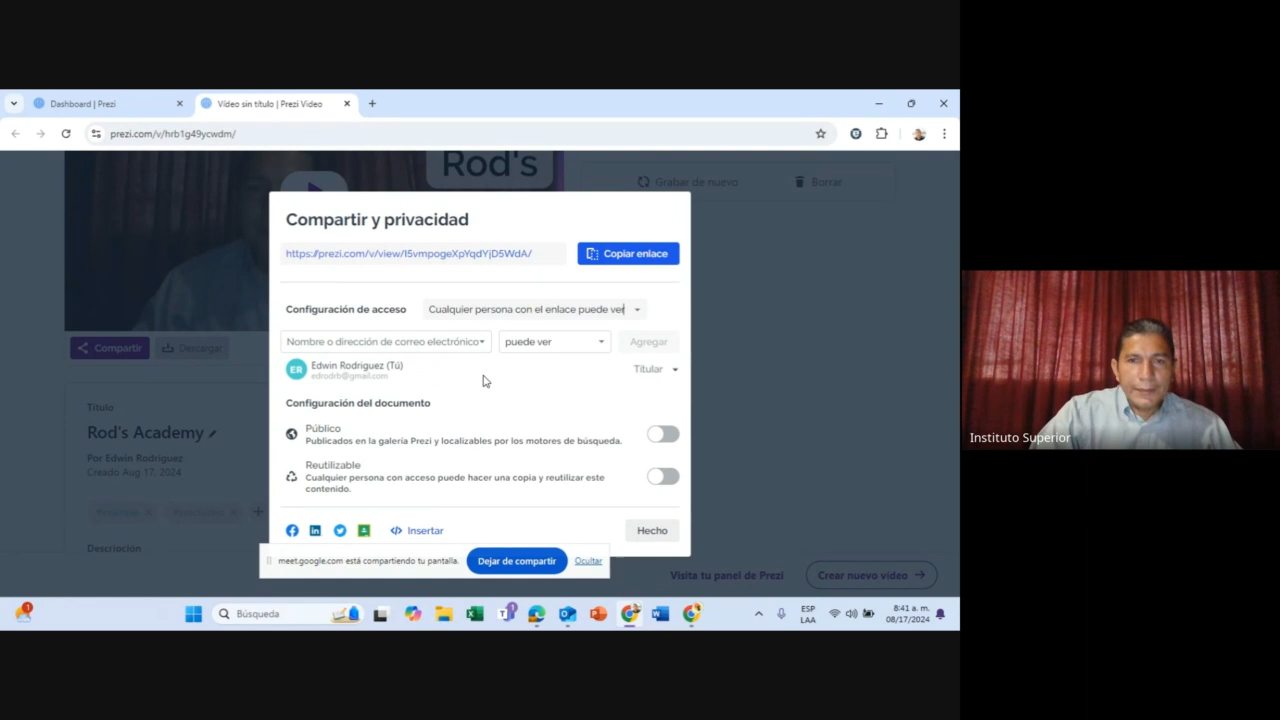 Dashboard | Prezi
Vídeo sin título | Prezi Video
prezi.com/v/hrb1g49ycwdm/
Rod's
Grabar de nuevo
Borrar
Compartir y privacidad
https://prezi.com/v/view/I5vmpogeXpYqdYjD5WdA/
Copiar enlace
Configuración de acceso
Cualquier persona con el enlace puede ver
Nombre o dirección de correo electrónico
puede ver
Agregar
ER
Edwin Rodriguez (Tú)
edrodrb@gmail.com
Titular
Configuración del documento
Público
Publicados en la galería Prezi y localizables por los motores de búsqueda.
Reutilizable
Cualquier persona con acceso puede hacer una copia y reutilizar este
contenido.
Insertar
Hecho
Compartir
Descargar
Título
Rod's Academy
Por Edwin Rodriguez
Creado Aug 17, 2024
Descripción
meet.google.com está compartiendo tu pantalla.
Dejar de compartir
Ocultar
Visita tu panel de Prezi
Crear nuevo video
Búsqueda
ESP
LAA
8:41 a. m.
08/17/2024
Instituto Superior